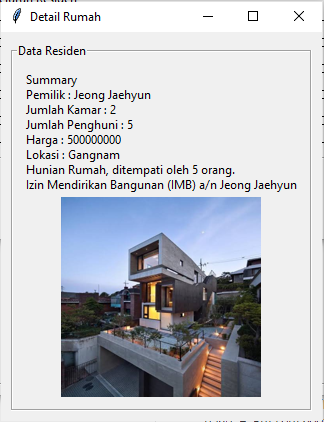 Detail Rumah
Data Residen
Summary
Pemilik : Jeong Jaehyun
Jumlah Kamar : 2
Jumlah Penghuni : 5
Harga : 500000000
Lokasi : Gangnam
Hunian Rumah, ditempati oleh 5 orang.
Izin Mendirikan Bangunan (IMB) a/n Jeong Jaehyun